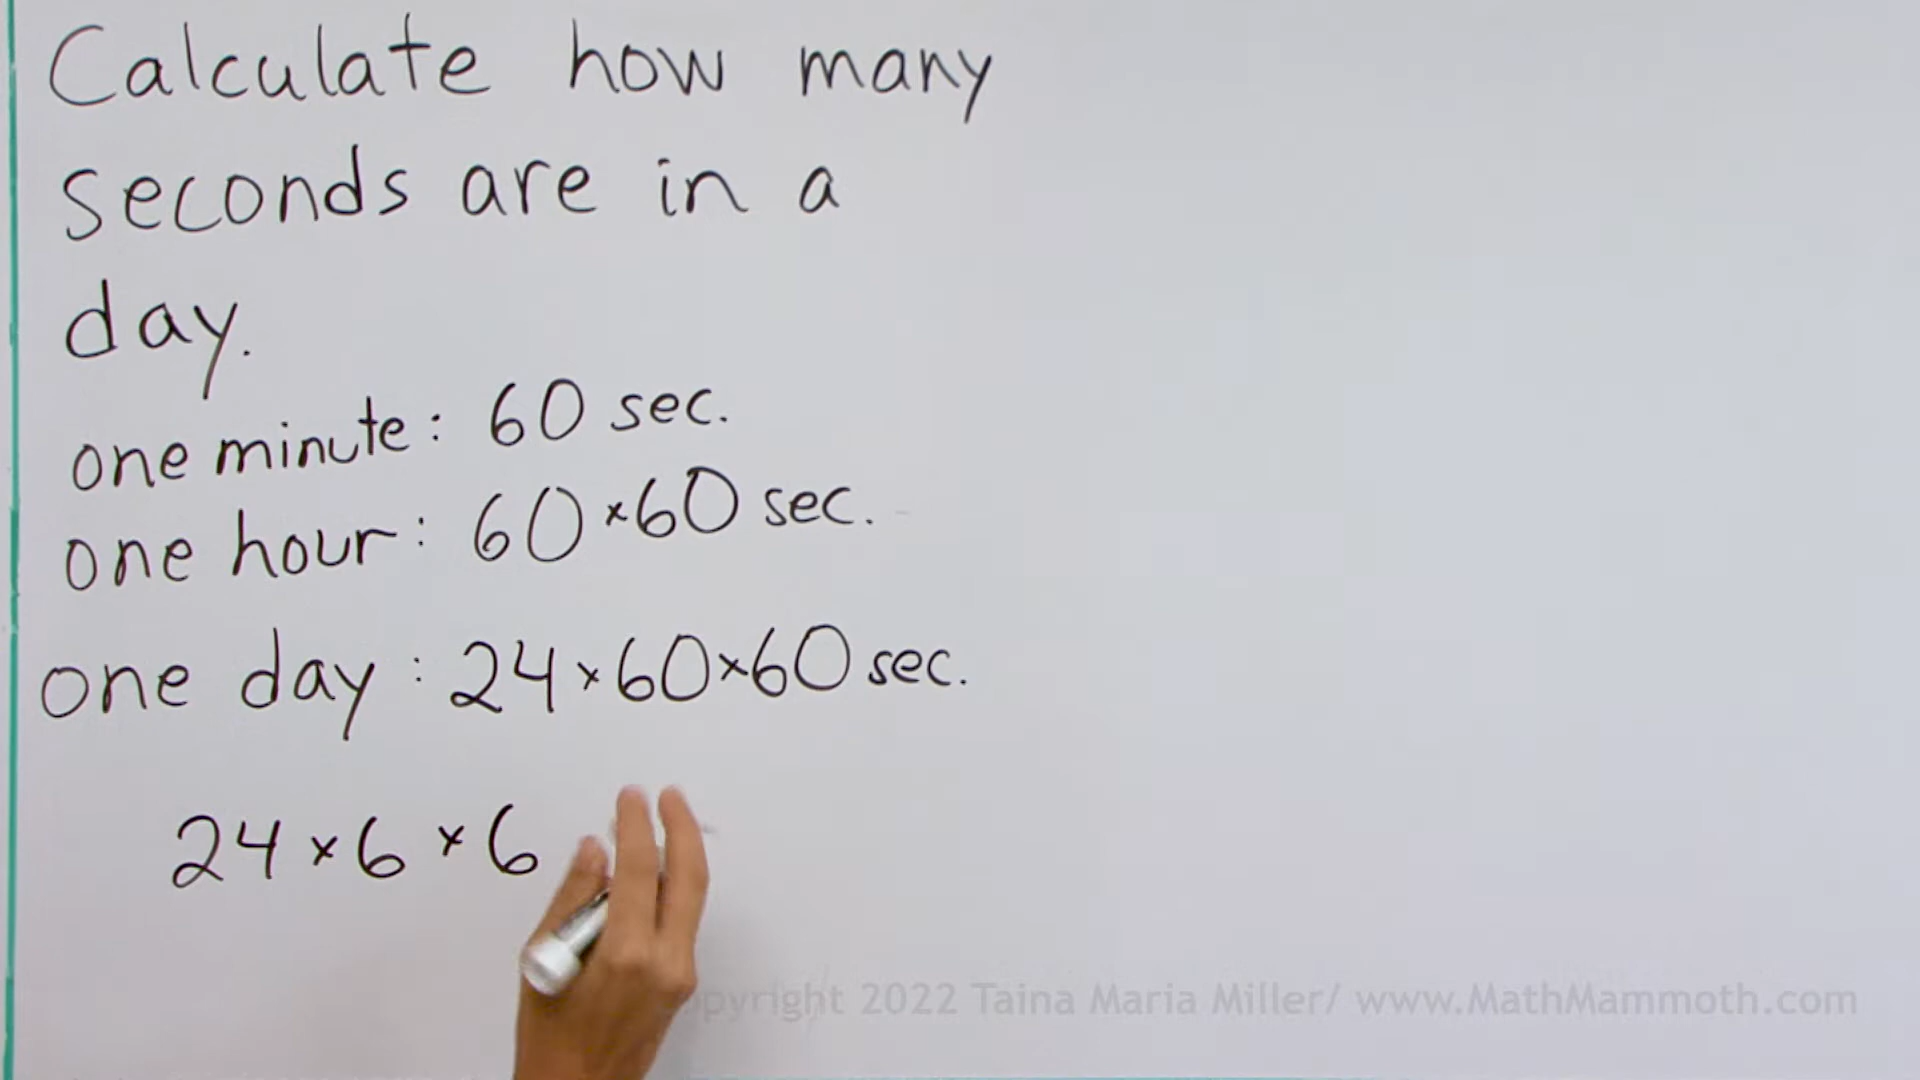 Calculate how many
seconds are in a
day.
one minute: 60 sec.
one hour: 60×60 sec.
one day: 24×60×60 sec.
24×6×6
opyright 2022 Taina Maria Miller/ www.MathMammoth.com